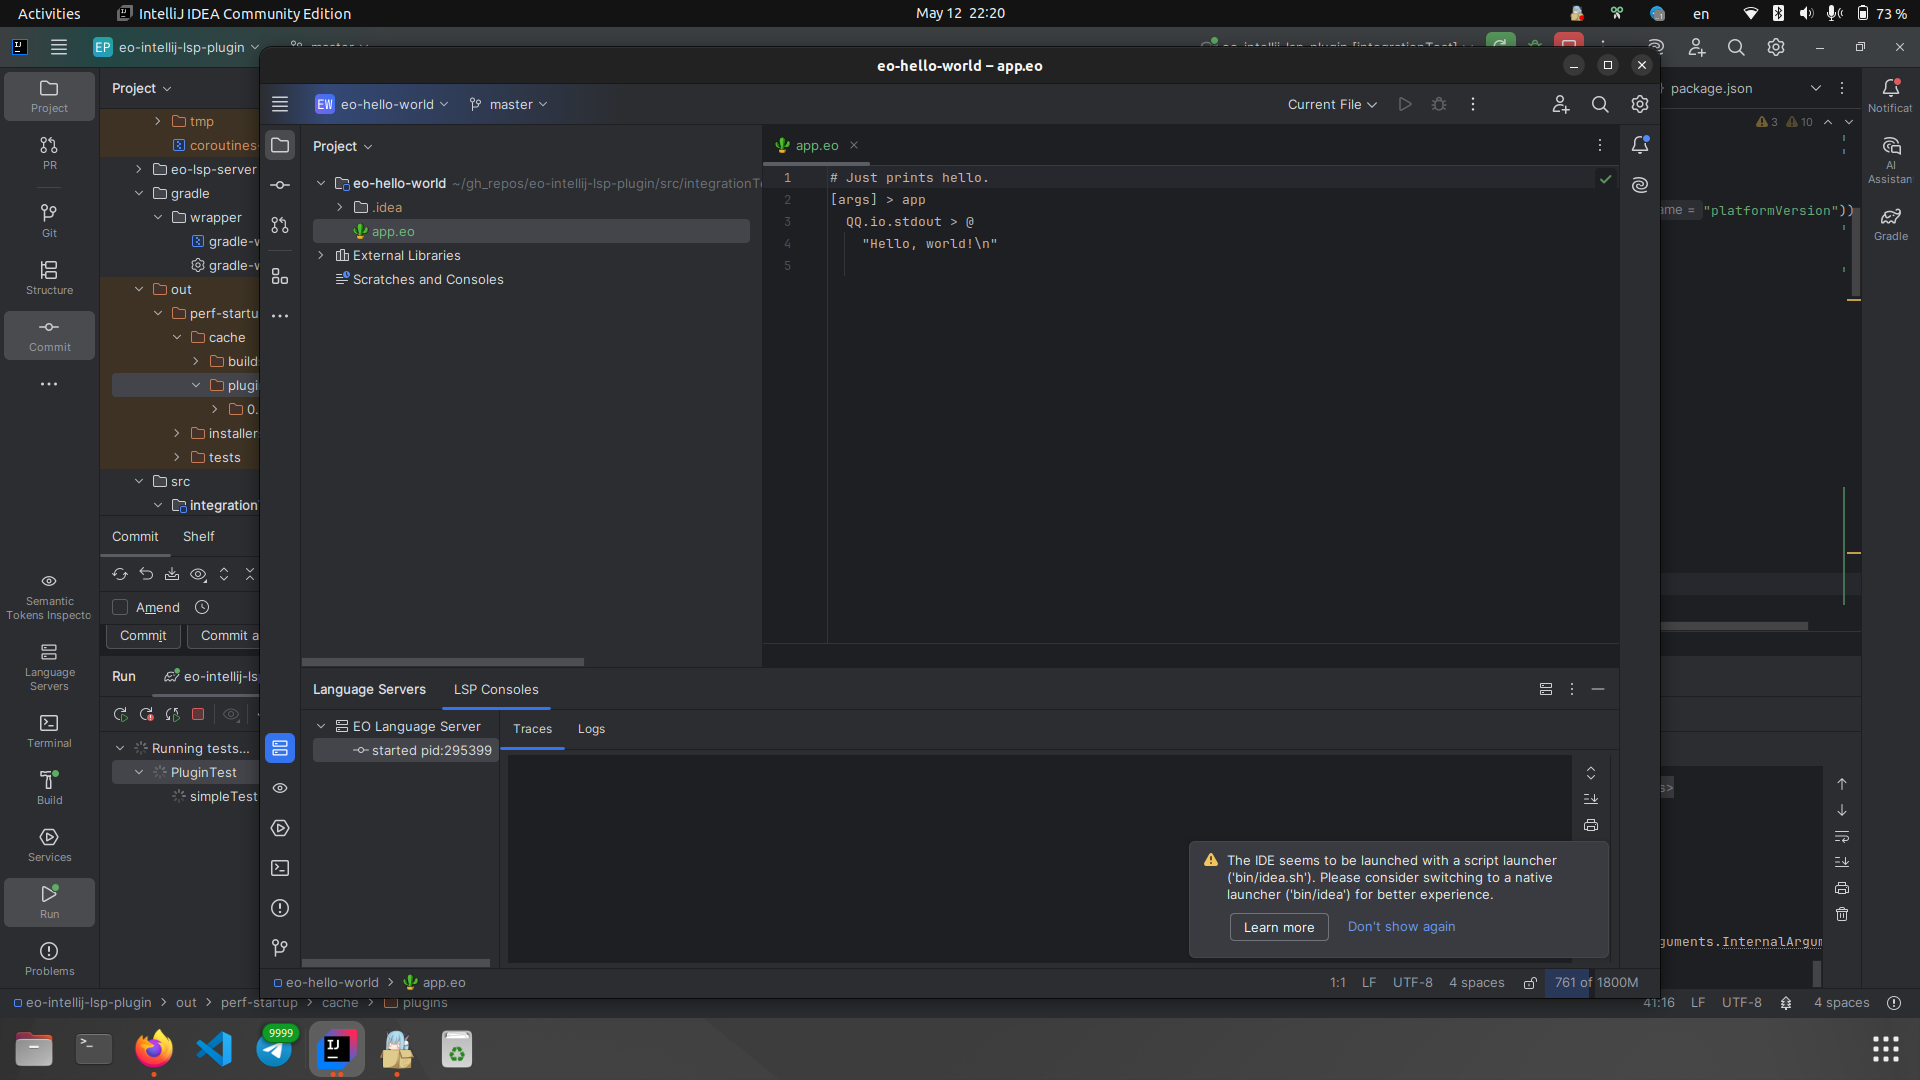 Activities
IntelliJ IDEA Community Edition
May 12 22:20
en
73 %
EP eo-intellij-lsp-plugin
eo-hello-world – app.eo
package.json
Project
PR
Git
Structure
Commit
Semantic
Tokens Inspecto
Language
Servers
Terminal
Build
Services
Run
Problems
Project
tmp
coroutines-
eo-lsp-server
gradle
wrapper
gradle-w
gradle-w
out
perf-startu
cache
build
plugi
0.
installer
tests
src
integration
Commit
Shelf
Amend
Commit
Commit a
Run
eo-intellij-ls
Running tests...
PluginTest
simpleTest
EW eo-hello-world
master
Current File
Project
eo-hello-world ~/gh_repos/eo-intellij-lsp-plugin/src/integrationTe
.idea
app.eo
External Libraries
Scratches and Consoles
app.eo
1 # Just prints hello.
2 [args] > app
3 QQ.io.stdout > @
4 "Hello, world!\n"
5
Language Servers
LSP Consoles
EO Language Server
started pid:295399
Traces
Logs
The IDE seems to be launched with a script launcher
('bin/idea.sh'). Please consider switching to a native
launcher ('bin/idea') for better experience.
Learn more
Don't show again
eo-hello-world > app.eo
1:1
LF
UTF-8
4 spaces
761 of 1800M
3
10
ame = "platformVersion"))
s>
guments.InternalArgum
Notificat
AI
Assistan
Gradle
eo-intellij-lsp-plugin > out > perf-startup > cache > plugins
41:16
LF
UTF-8
4 spaces
9999